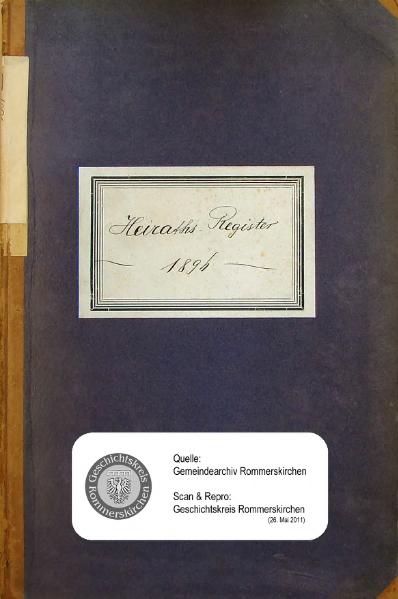 Heiraths-Register
1894
Quelle:
Gemeindearchiv Rommerskirchen
Scan & Repro:
Geschichtskreis Rommerskirchen
(26. Mai 2011)
Geschichtskreis
Rommerskirchen